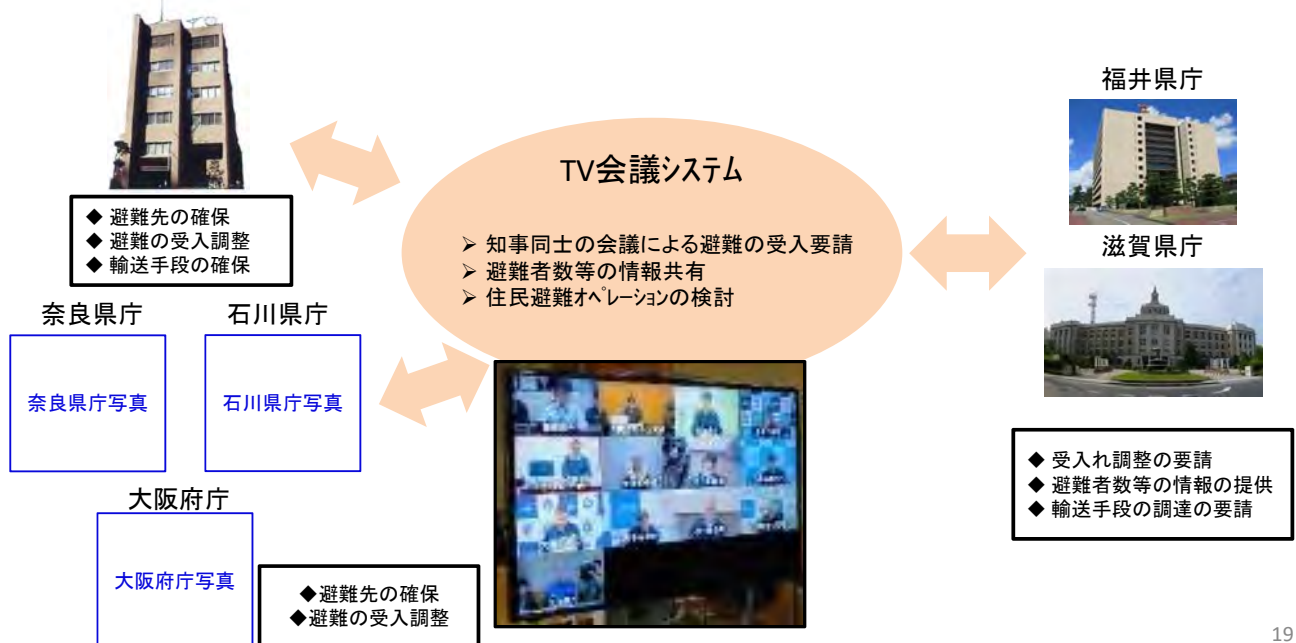 ◆ 避難先の確保
◆ 避難の受入調整
◆ 輸送手段の確保
奈良県庁
石川県庁
奈良県庁写真
石川県庁写真
大阪府庁
大阪府庁写真
◆避難先の確保
◆避難の受入調整
TV会議システム
➢ 知事同士の会議による避難の受入要請
➢ 避難者数等の情報共有
➢ 住民避難オペレーションの検討
福井県庁
滋賀県庁
◆ 受入れ調整の要請
◆ 避難者数等の情報の提供
◆ 輸送手段の調達の要請
19